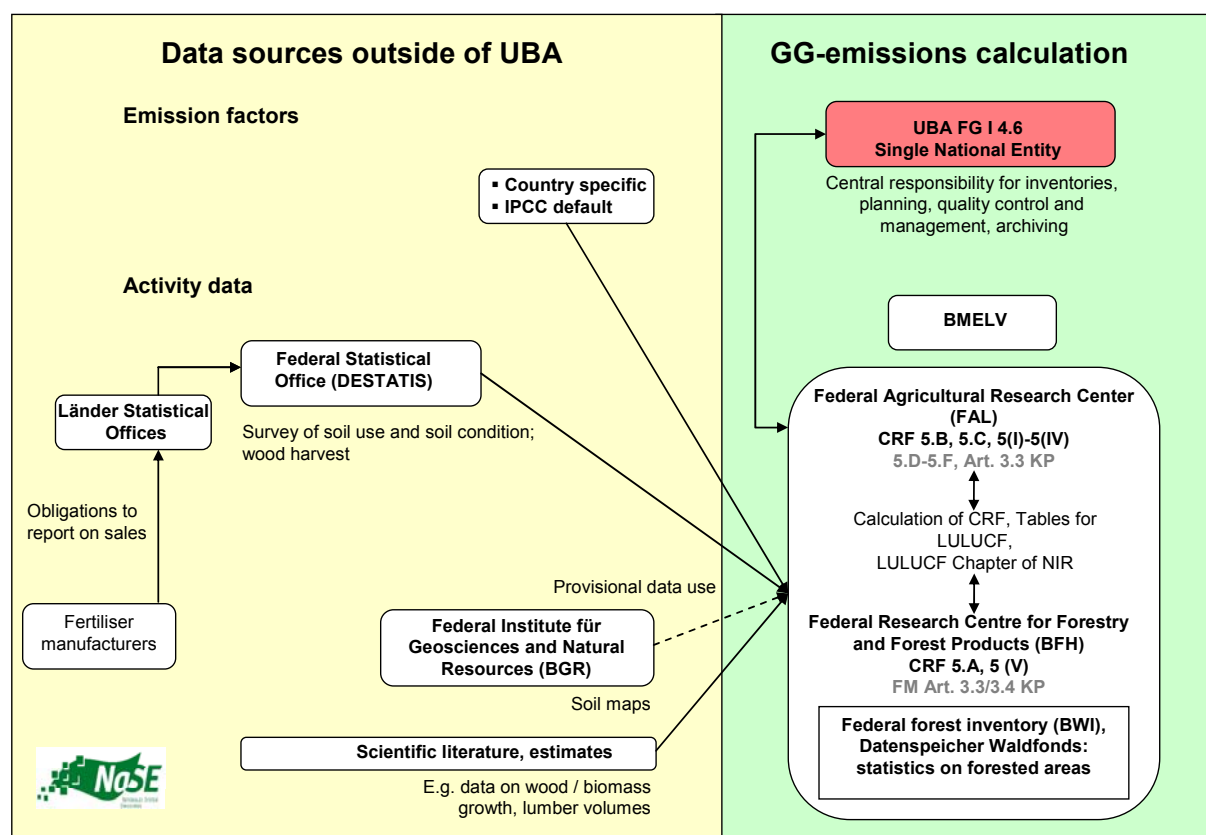 Data sources outside of UBA
Emission factors
▪ Country specific
▪ IPCC default
Activity data
Federal Statistical
Office (DESTATIS)
Länder Statistical
Offices
Survey of soil use and soil condition;
wood harvest
Obligations to
report on sales
Fertiliser
manufacturers
Provisional data use
Federal Institute für
Geosciences and Natural
Resources (BGR)
Soil maps
Scientific literature, estimates
E.g. data on wood / biomass
growth, lumber volumes
NaSE
GG-emissions calculation
UBA FG I 4.6
Single National Entity
Central responsibility for inventories,
planning, quality control and
management, archiving
BMELV
Federal Agricultural Research Center
(FAL)
CRF 5.B, 5.C, 5(I)-5(IV)
5.D-5.F, Art. 3.3 KP
Calculation of CRF, Tables for
LULUCF,
LULUCF Chapter of NIR
Federal Research Centre for Forestry
and Forest Products (BFH)
CRF 5.A, 5 (V)
FM Art. 3.3/3.4 KP
Federal forest inventory (BWI),
Datenspeicher Waldfonds:
statistics on forested areas